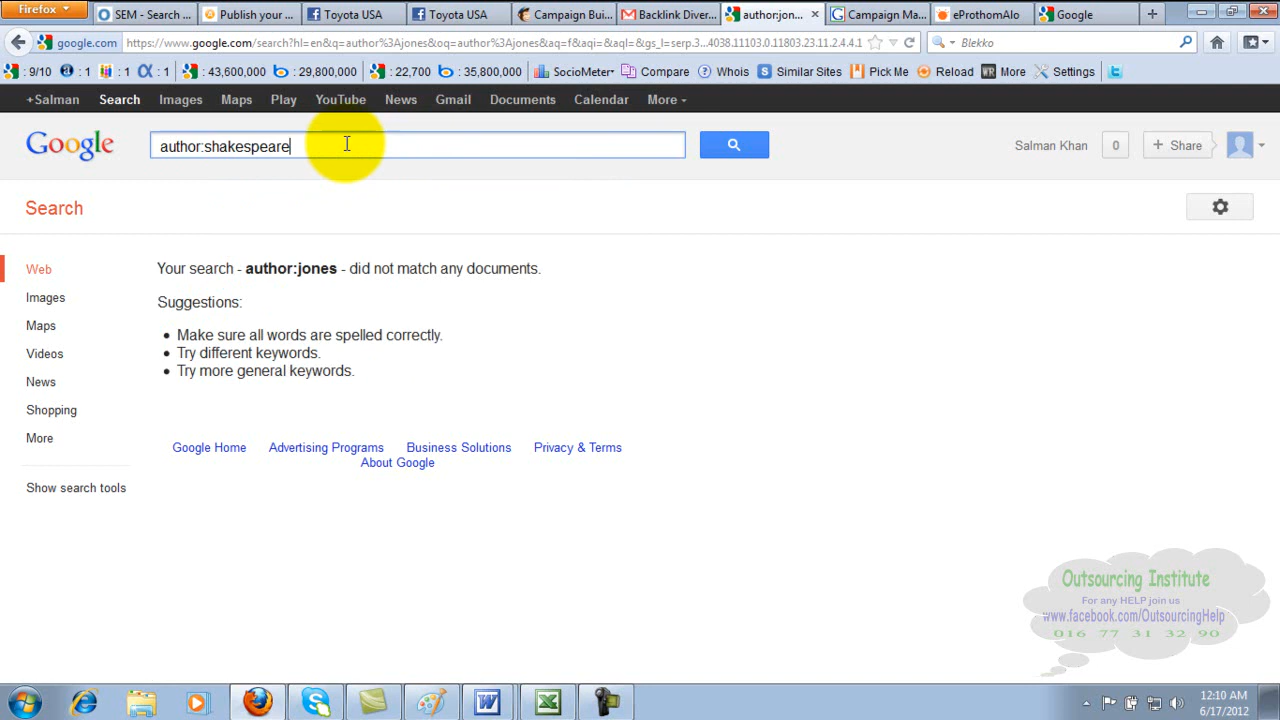 Firefox
SEM - Search ...
Publish your ...
Toyota USA
Toyota USA
Campaign Bui...
Backlink Diver...
author:jon...
Campaign Ma...
eProthomAlo
Google
google.com
https://www.google.com/search?hl=en&q=author%3Ajones&oq=author%3Ajones&aq=f&aqi=&aql=&gs_l=serp.3...4038.11103.0.11803.23.11.2.4.4.1
Blekko
: 9/10
: 1
: 1
: 1
: 43,600,000
: 29,800,000
: 22,700
: 35,800,000
SocioMeter
Compare
Whois
Similar Sites
Pick Me
Reload
More
Settings
+Salman
Search
Images
Maps
Play
YouTube
News
Gmail
Documents
Calendar
More
Google
author:shakespeare
Salman Khan
0
+ Share
Search
Web
Images
Maps
Videos
News
Shopping
More
Show search tools
Your search - author:jones - did not match any documents.
Suggestions:
Make sure all words are spelled correctly.
Try different keywords.
Try more general keywords.
Google Home
Advertising Programs
Business Solutions
Privacy & Terms
About Google
Outsourcing Institute
For any HELP join us
www.facebook.com/OutsourcingHelp
016 77 31 32 90
12:10 AM
6/17/2012